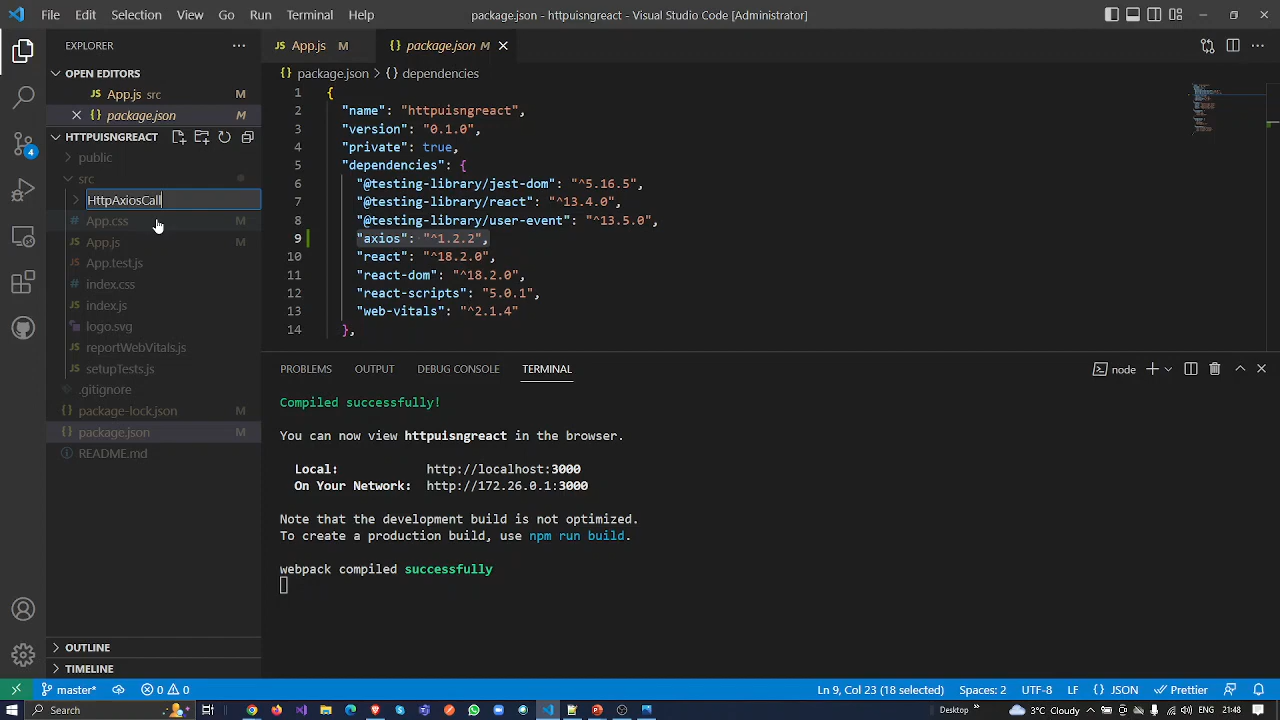 File Edit Selection View Go Run Terminal Help
package.json - httpuisngreact - Visual Studio Code [Administrator]
EXPLORER
OPEN EDITORS
App.js src M
package.json M
HTTPUISNGREACT
public
src
HttpAxiosCall
App.css M
App.js M
App.test.js
index.css
index.js
logo.svg
reportWebVitals.js
setupTests.js
.gitignore
package-lock.json M
package.json M
README.md
OUTLINE
TIMELINE
4
App.js M
package.json M
package.json > dependencies
1 {
2 "name": "httpuisngreact",
3 "version": "0.1.0",
4 "private": true,
5 "dependencies": {
6 "@testing-library/jest-dom": "^5.16.5",
7 "@testing-library/react": "^13.4.0",
8 "@testing-library/user-event": "^13.5.0",
9 "axios": "^1.2.2",
10 "react": "^18.2.0",
11 "react-dom": "^18.2.0",
12 "react-scripts": "5.0.1",
13 "web-vitals": "^2.1.4"
14 },
PROBLEMS OUTPUT DEBUG CONSOLE TERMINAL
node
Compiled successfully!
You can now view httpuisngreact in the browser.
Local: http://localhost:3000
On Your Network: http://172.26.0.1:3000
Note that the development build is not optimized.
To create a production build, use npm run build.
webpack compiled successfully
master* 0 0
Ln 9, Col 23 (18 selected) Spaces: 2 UTF-8 LF {} JSON Prettier
Search
Desktop 3°C Cloudy 21:48